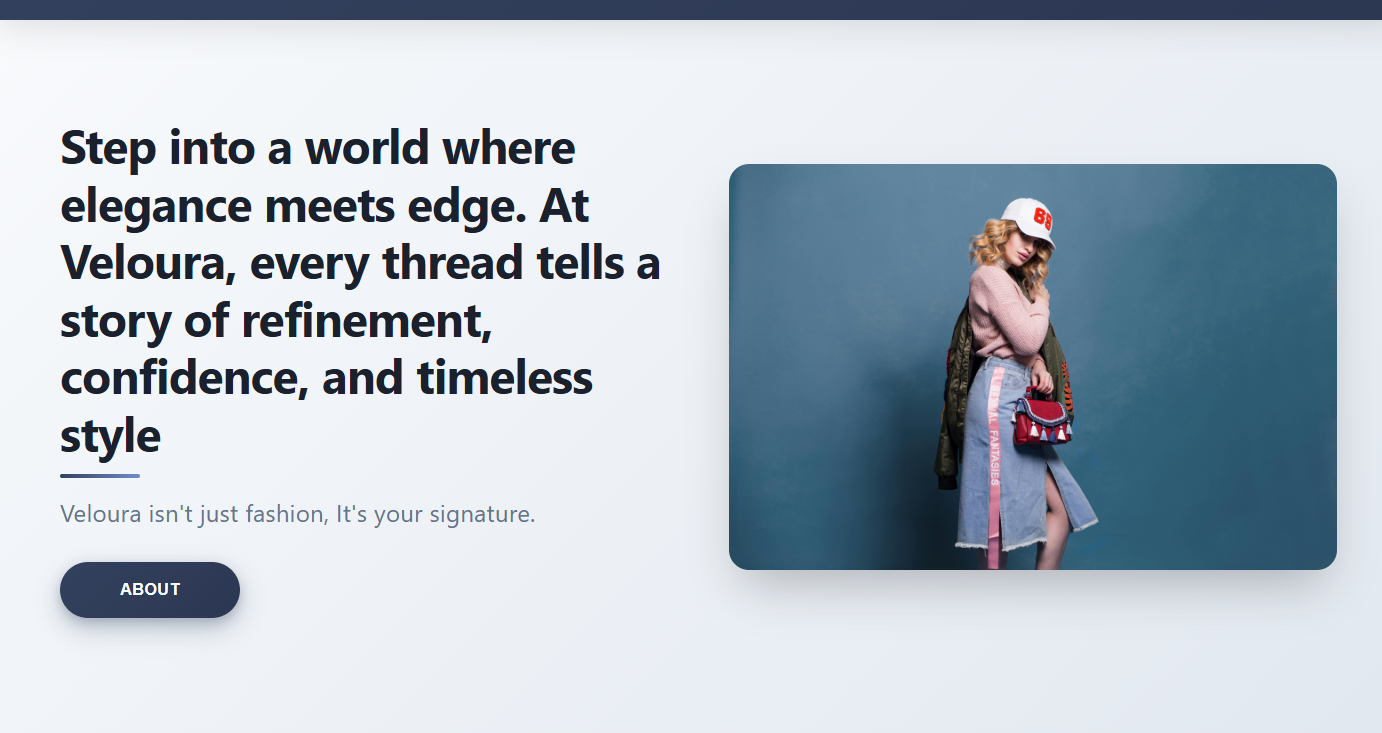 Step into a world where
elegance meets edge. At
Veloura, every thread tells a
story of refinement,
confidence, and timeless
style
Veloura isn't just fashion, It's your signature.
ABOUT
FANTASIES